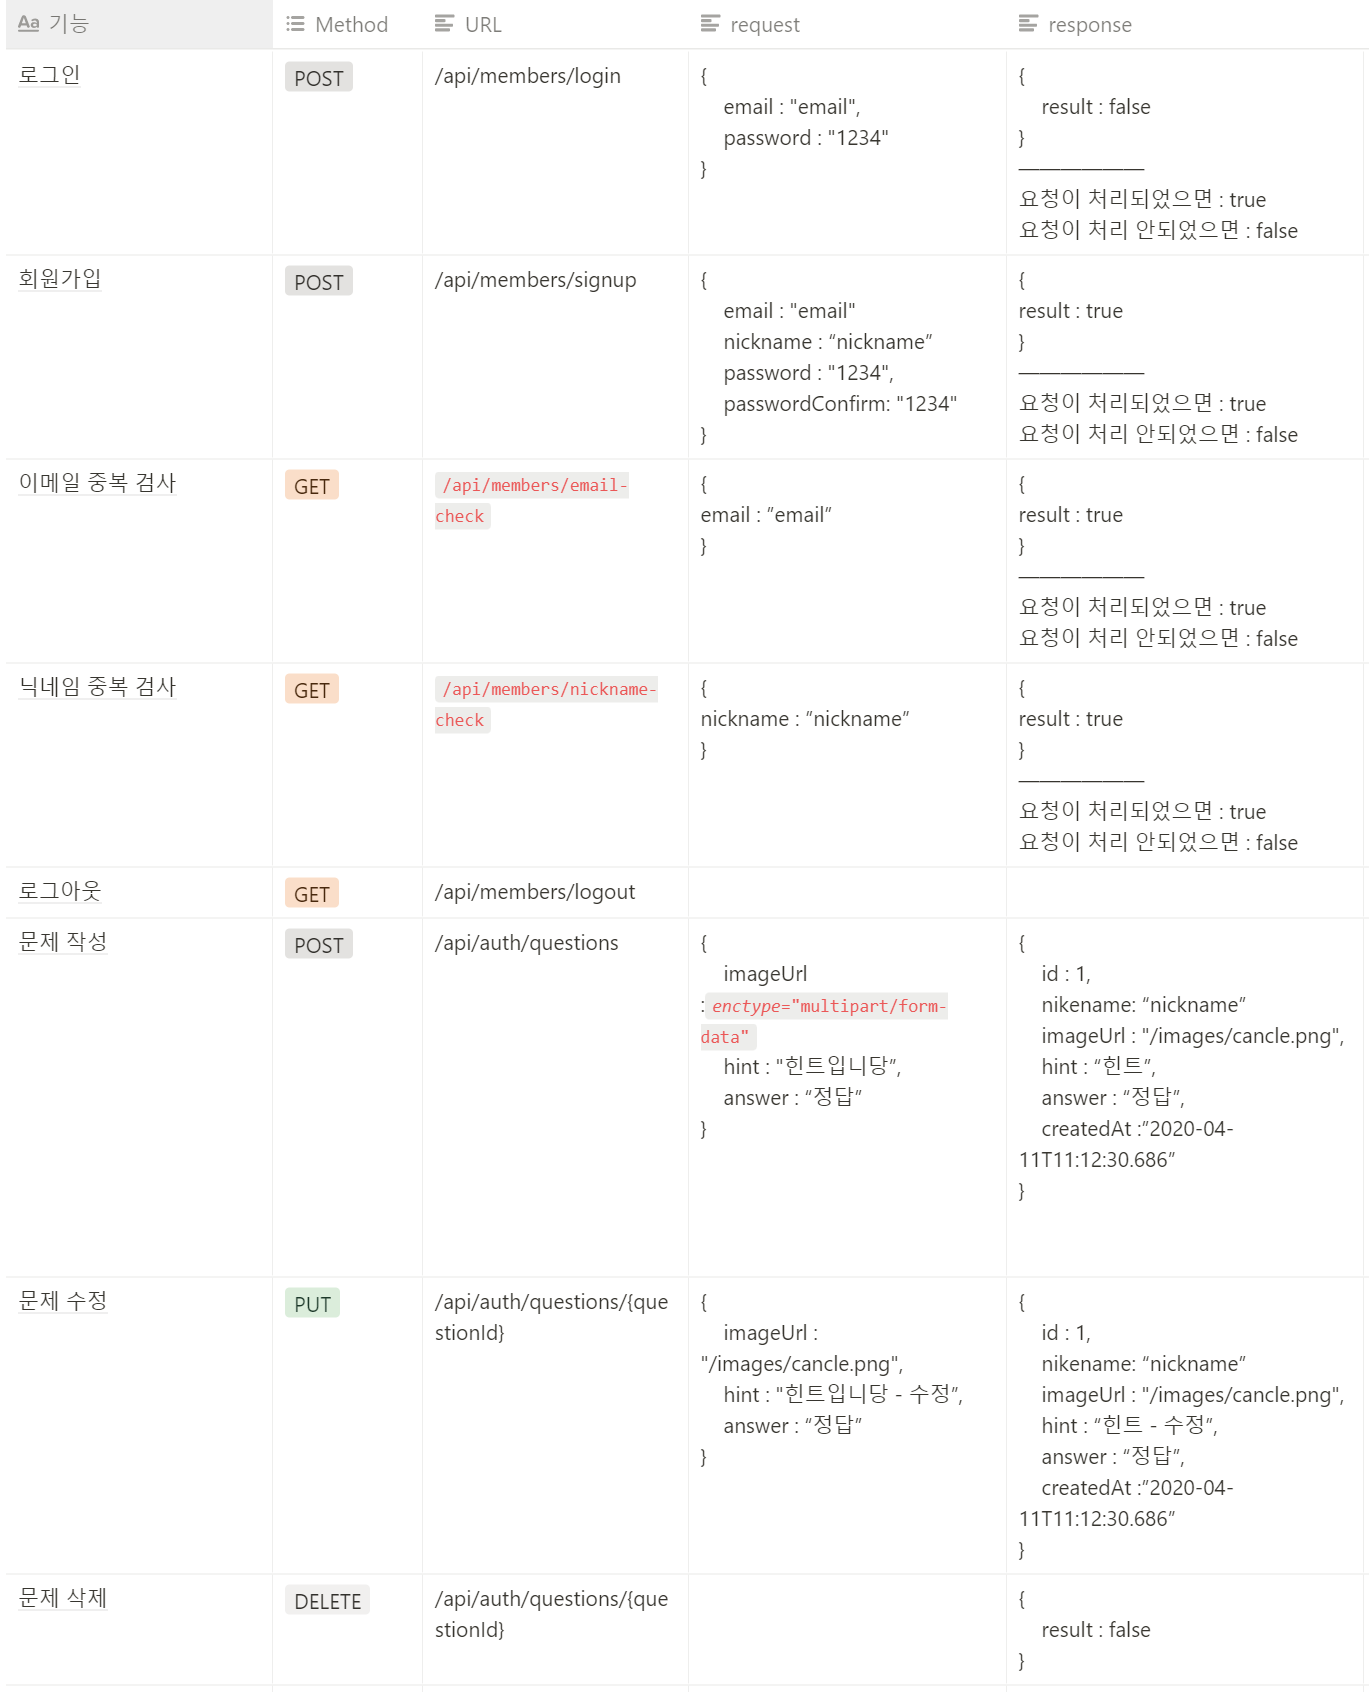 Aa 기능 Method URL request response
로그인 POST /api/members/login
{
email : "email",
password : "1234"
}
{
result : false
}
——————
요청이 처리되었으면 : true
요청이 처리 안되었으면 : false
회원가입 POST /api/members/signup
{
email : "email"
nickname : “nickname”
password : "1234",
passwordConfirm: "1234"
}
{
result : true
}
——————
요청이 처리되었으면 : true
요청이 처리 안되었으면 : false
이메일 중복 검사 GET /api/members/email-
check
{
email : ”email”
}
{
result : true
}
——————
요청이 처리되었으면 : true
요청이 처리 안되었으면 : false
닉네임 중복 검사 GET /api/members/nickname-
check
{
nickname : ”nickname”
}
{
result : true
}
——————
요청이 처리되었으면 : true
요청이 처리 안되었으면 : false
로그아웃 GET /api/members/logout
문제 작성 POST /api/auth/questions
{
imageUrl
: enctype="multipart/form-
data"
hint : "힌트입니당”,
answer : “정답”
}
{
id : 1,
nikename: “nickname”
imageUrl : "/images/cancle.png",
hint : “힌트”,
answer : “정답”,
createdAt :”2020-04-
11T11:12:30.686”
}
문제 수정 PUT /api/auth/questions/{que
stionId}
{
imageUrl :
"/images/cancle.png",
hint : "힌트입니당 - 수정”,
answer : “정답”
}
{
id : 1,
nikename: “nickname”
imageUrl : "/images/cancle.png",
hint : “힌트 - 수정”,
answer : “정답”,
createdAt :”2020-04-
11T11:12:30.686”
}
문제 삭제 DELETE /api/auth/questions/{que
stionId}
{
result : false
}